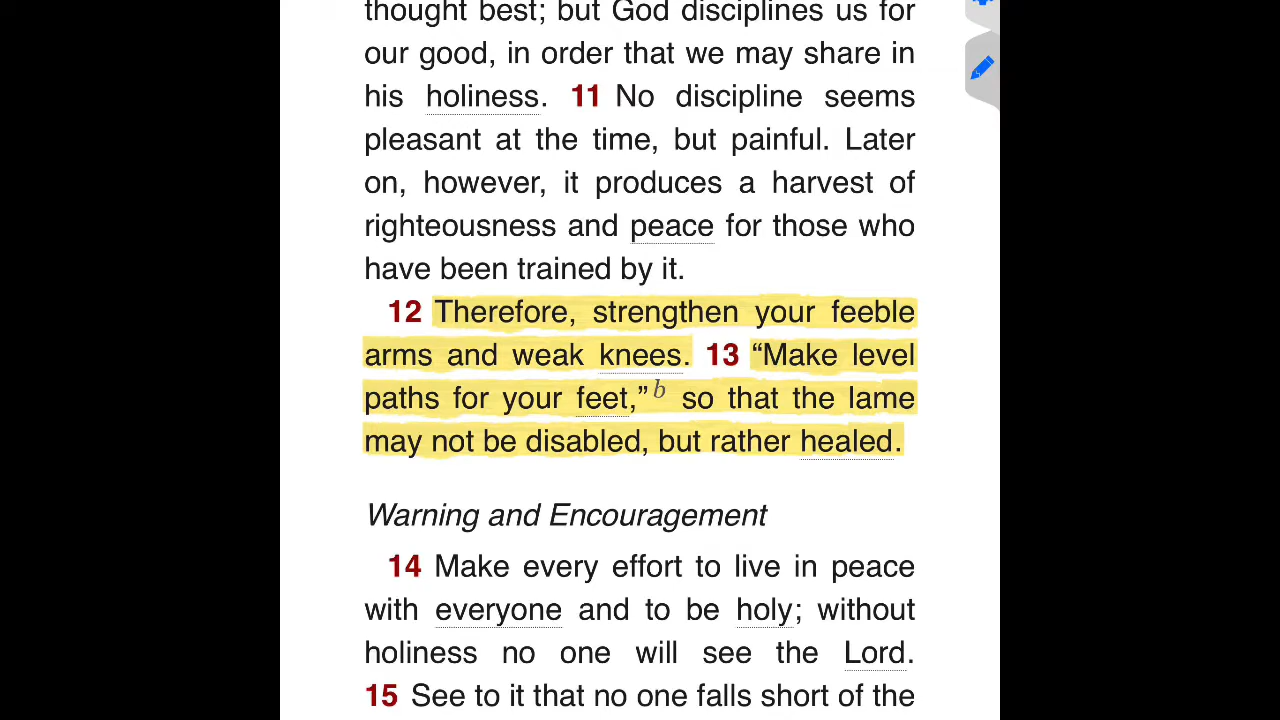 thought best; but God disciplines us for
our good, in order that we may share in
his holiness. 11 No discipline seems
pleasant at the time, but painful. Later
on, however, it produces a harvest of
righteousness and peace for those who
have been trained by it.
12 Therefore, strengthen your feeble
arms and weak knees. 13 “Make level
paths for your feet,”b so that the lame
may not be disabled, but rather healed.
Warning and Encouragement
14 Make every effort to live in peace
with everyone and to be holy; without
holiness no one will see the Lord.
15 See to it that no one falls short of the